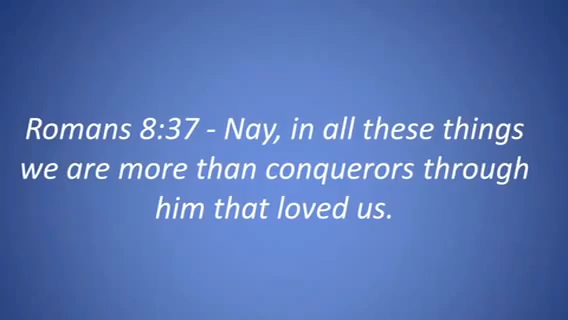 Romans 8:37 - Nay, in all these things
we are more than conquerors through
him that loved us.